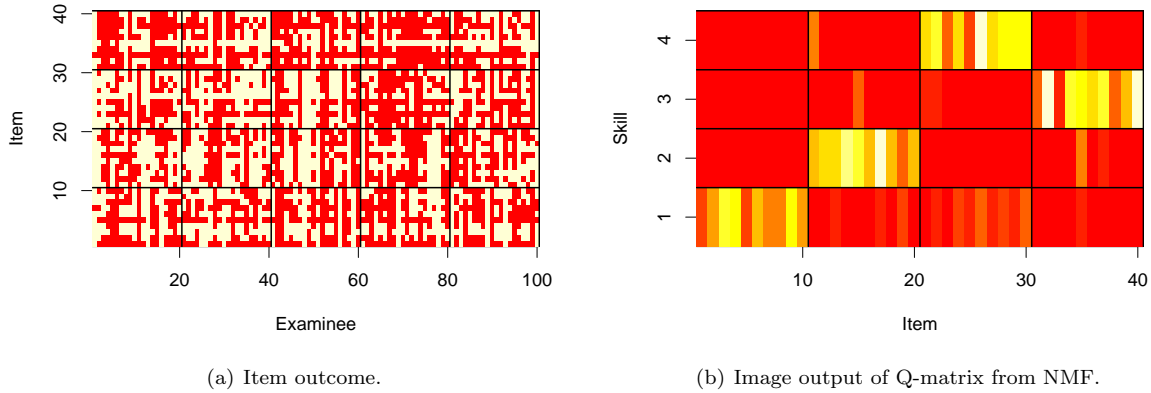 40
30
20
10
Item
20 40 60 80 100
Examinee
(a) Item outcome.
4
3
2
1
Skill
10 20 30 40
Item
(b) Image output of Q-matrix from NMF.